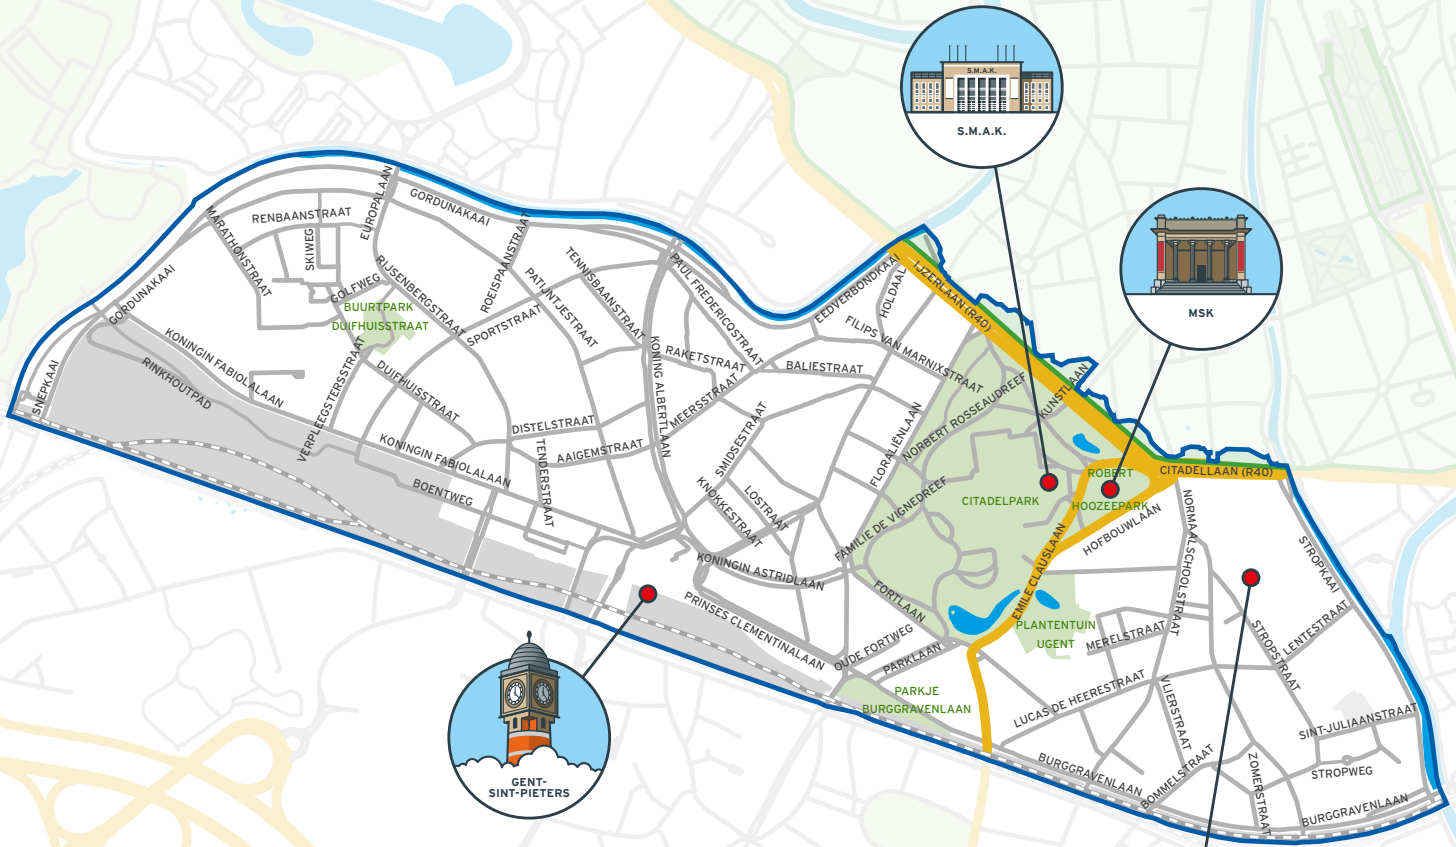 S.M.A.K.
S.M.A.K.
MSK
GENT-
SINT-PIETERS
GORDUNAKAAI
EUROPALAAN
RENBAANSTRAAT
MARATHONSTRAAT
SKIWEG
GOLFWEG
BUURTPARK
DUIFHUISSTRAAT
RIJSENBERGSTRAAT
ROEISPAANSTRAAT
SPORTSTRAAT
PATIJNTJESTRAAT
TENNISBAANSTRAAT
PAUL FREDERICQSTRAAT
GORDUNAKAAI
SNEPKAAI
KONINGIN FABIOLALAAN
RINKHOUTPAD
VERPLEEGSTERSSTRAAT
DUIFHUISSTRAAT
KONING ALBERTLAAN
RAKETSTRAAT
MEERSSTRAAT
BALIESTRAAT
EEDVERBONDKAAI
HOLDAAL
IJZERLAAN (R40)
FILIPS VAN MARNIXSTRAAT
NORBERT ROSSEAUDREEF
KUNSTLAAN
FLORALIËNLAAN
SMIDSESTRAAT
DISTELSTRAAT
AAIGEMSTRAAT
TENDERSTRAAT
KONINGIN FABIOLALAAN
BOENTWEG
KNOKKESTRAAT
LOSTRAAT
KONINGIN ASTRIDLAAN
FAMILIE DE VIGNEDREEF
CITADELPARK
ROBERT
HOOZEEPARK
CITADELLAAN (R40)
HOFBOUWLAAN
EMILE CLAUSLAAN
NORMAALSCHOOLSTRAAT
STROPKAAI
FORTLAAN
PRINSES CLEMENTINALAAN
OUDE FORTWEG
PARKLAAN
PARKJE
BURGGRAVENLAAN
PLANTENTUIN
UGENT
MERELSTRAAT
LUCAS DE HEERESTRAAT
STROPSTRAAT
LENTESTRAAT
VLIERSTRAAT
SINT-JULIAANSTRAAT
STROPWEG
BURGGRAVENLAAN
BOMMELSTRAAT
ZOMERSTRAAT
BURGGRAVENLAAN